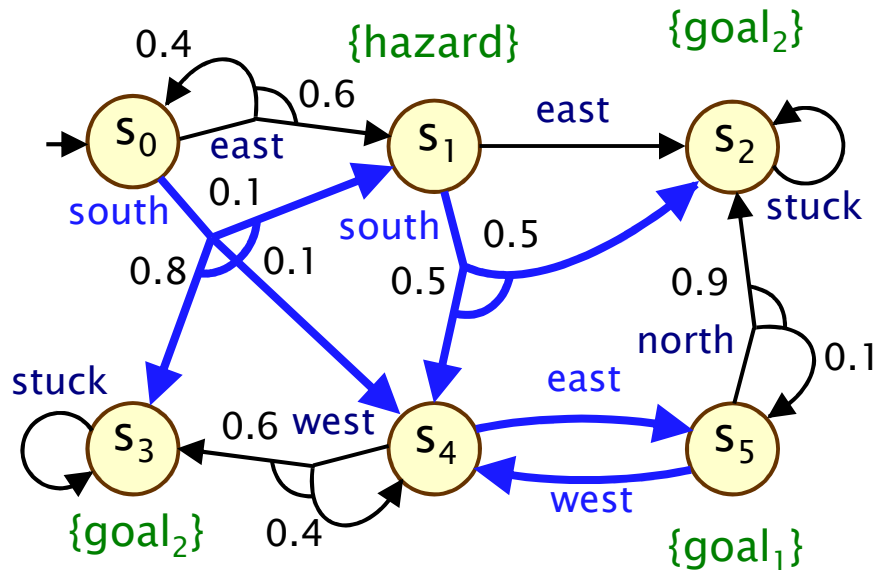 {goal₂}
{hazard}
0.4
0.6
s₀
s₁
s₂
east
east
0.1
south
south
stuck
0.5
0.1
0.8
0.5
0.9
north
0.1
stuck
east
0.6
west
s₃
s₄
s₅
west
0.4
{goal₂}
{goal₁}